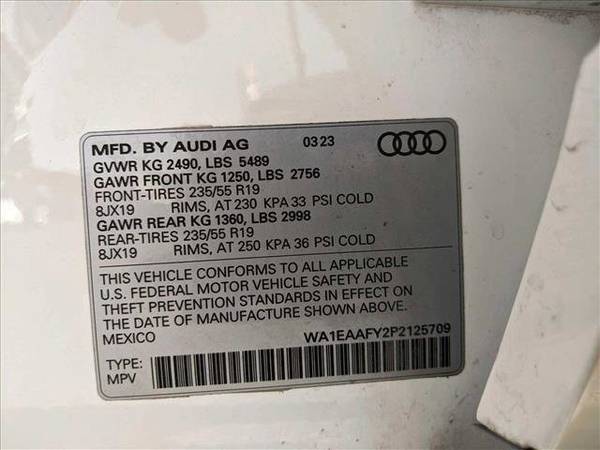 MFD. BY AUDI AG 03 23
GVWR KG 2490, LBS 5489
GAWR FRONT KG 1250, LBS 2756
FRONT-TIRES 235/55 R19
8JX19 RIMS, AT 230 KPA 33 PSI COLD
GAWR REAR KG 1360, LBS 2998
REAR-TIRES 235/55 R19
8JX19 RIMS, AT 250 KPA 36 PSI COLD
THIS VEHICLE CONFORMS TO ALL APPLICABLE
U.S. FEDERAL MOTOR VEHICLE SAFETY AND
THEFT PREVENTION STANDARDS IN EFFECT ON
THE DATE OF MANUFACTURE SHOWN ABOVE.
MEXICO WA1EAAFY2P2125709
TYPE:
MPV